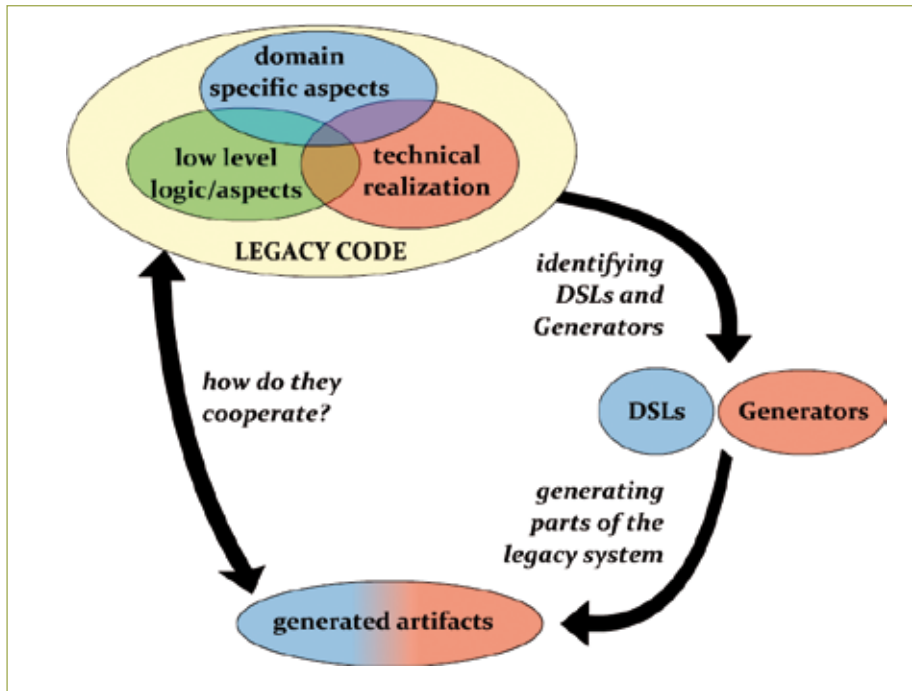 domain
specific aspects
low level
logic/aspects
technical
realization
LEGACY CODE
identifying
DSLs and
Generators
how do they
cooperate?
DSLs
Generators
generating
parts of the
legacy system
generated artifacts